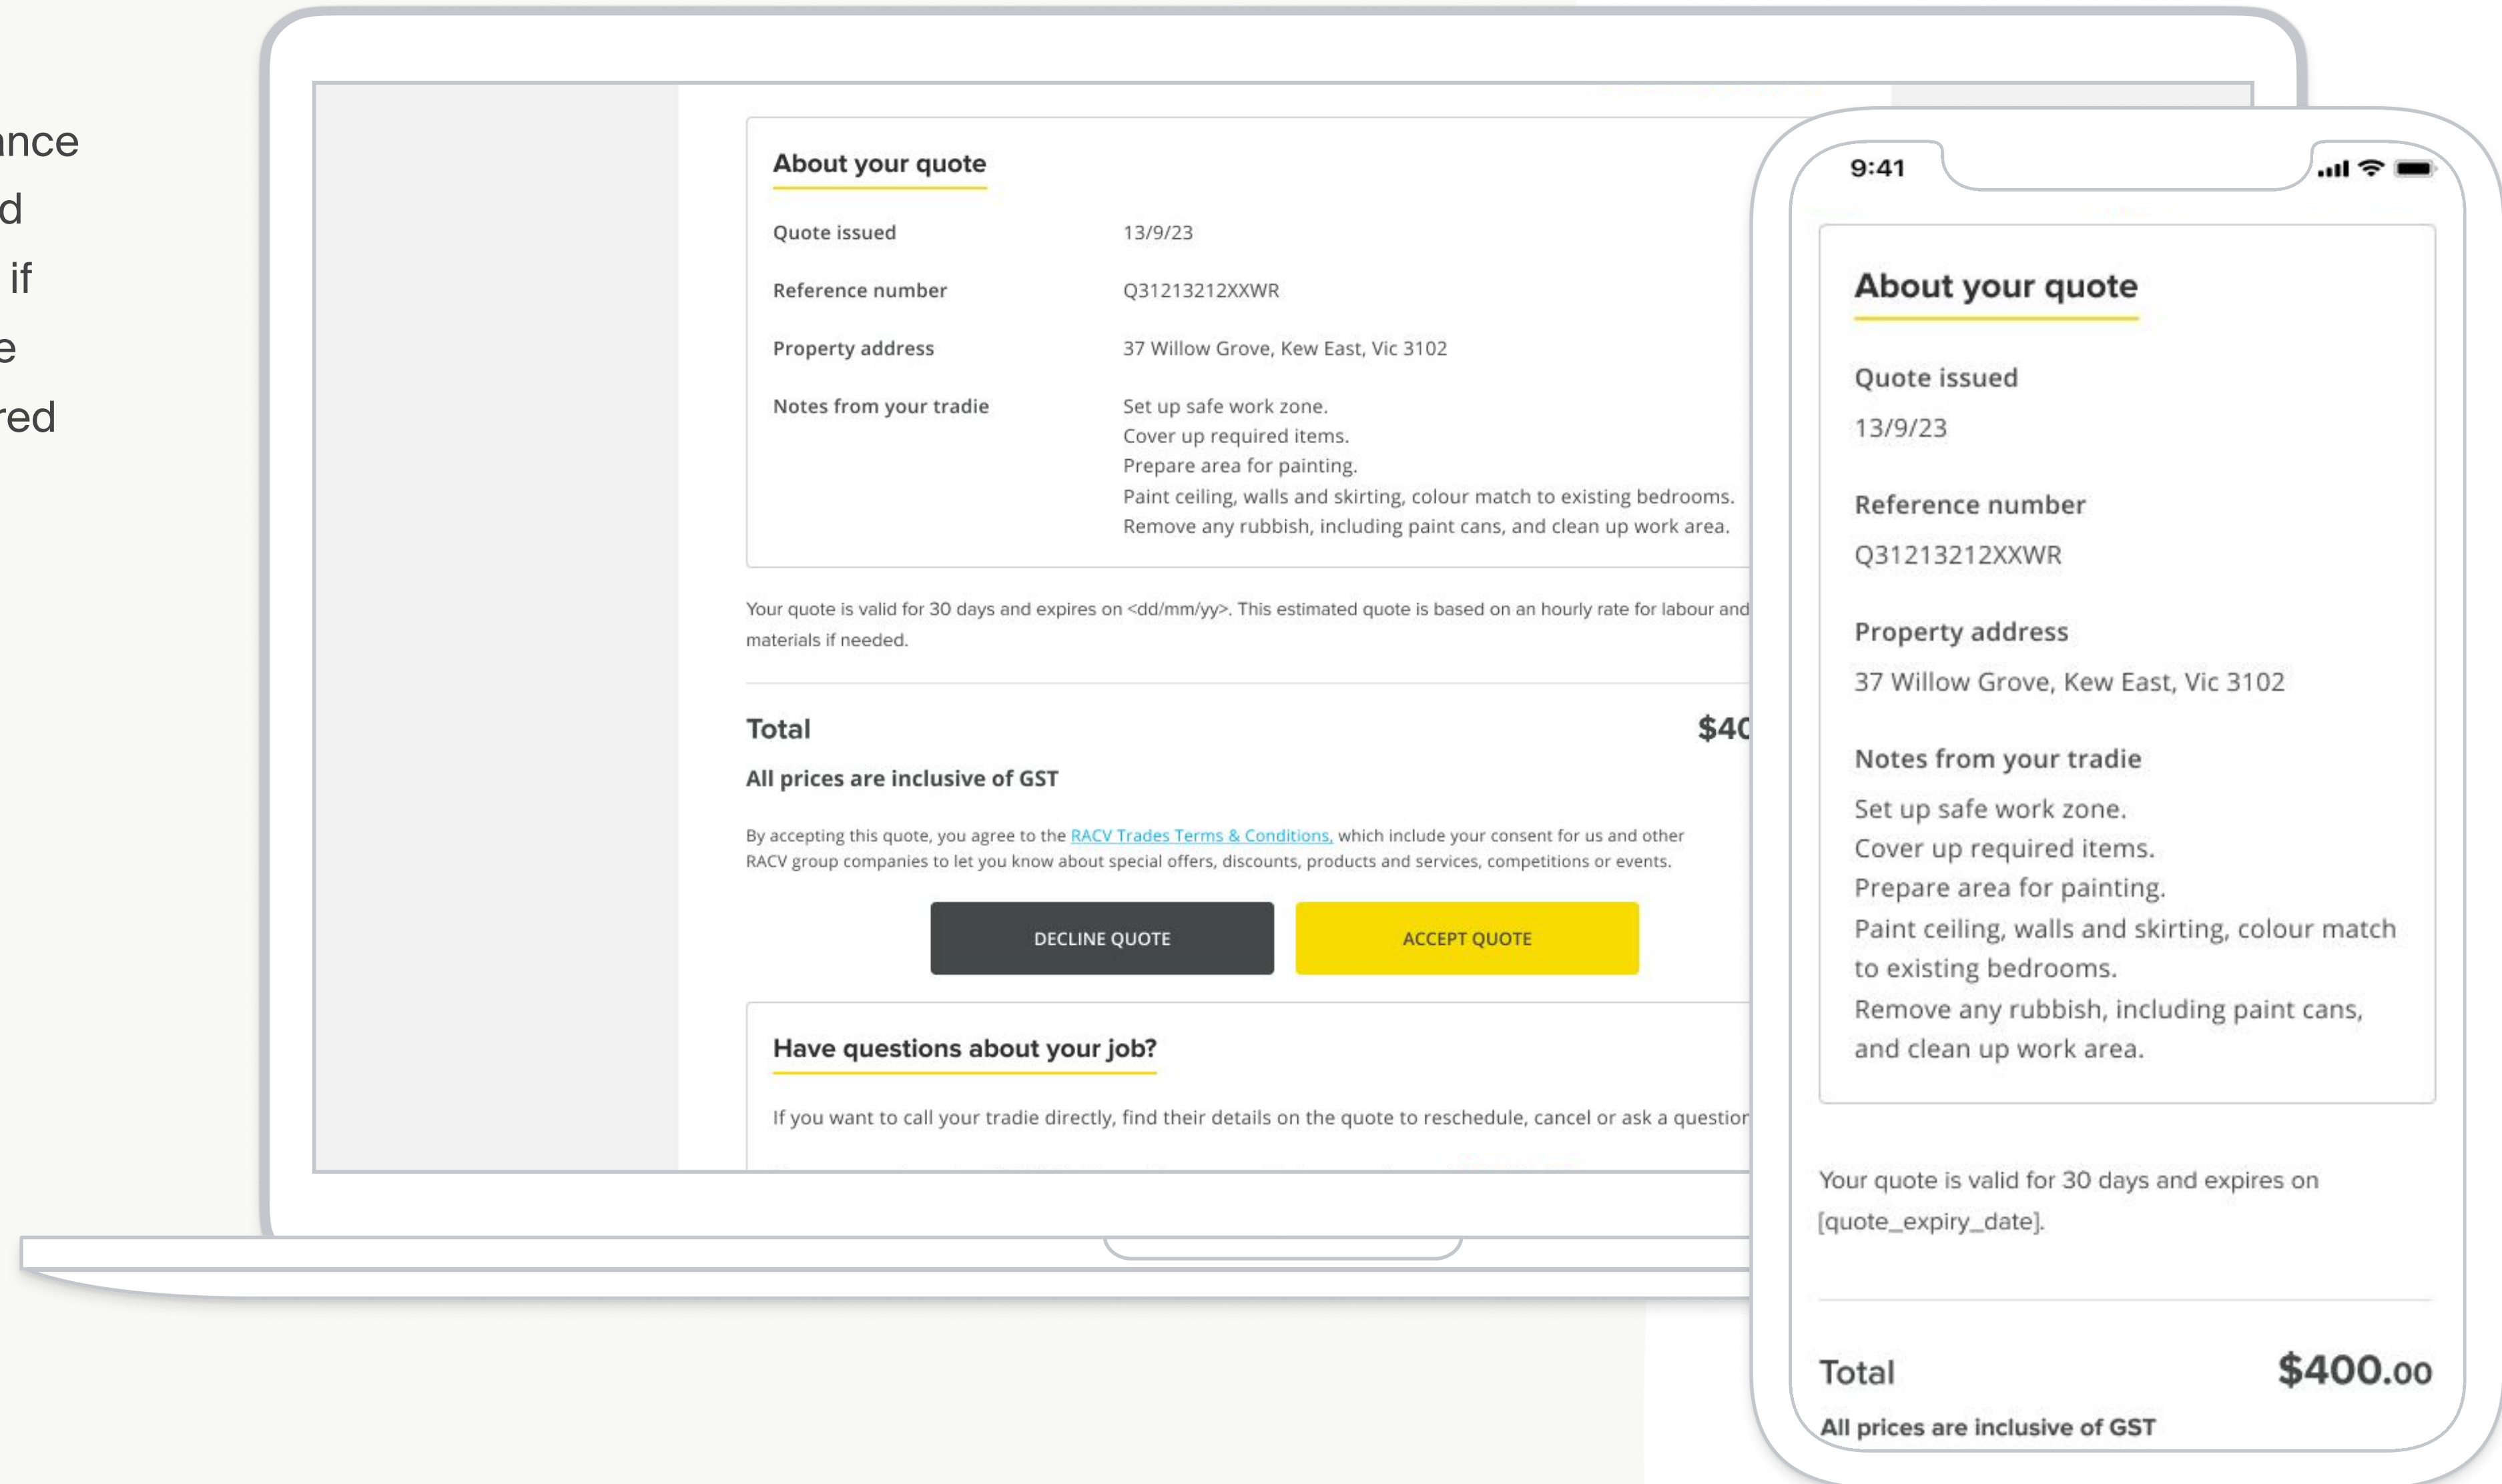 d
if
About your quote
Quote issued 13/9/23
Reference number Q31213212XXWR
Property address 37 Willow Grove, Kew East, Vic 3102
Notes from your tradie Set up safe work zone.
Cover up required items.
Prepare area for painting.
Paint ceiling, walls and skirting, colour match to existing bedrooms.
Remove any rubbish, including paint cans, and clean up work area.
Your quote is valid for 30 days and expires on <dd/mm/yy>. This estimated quote is based on an hourly rate for labour and
materials if needed.
Total $40
All prices are inclusive of GST
By accepting this quote, you agree to the RACV Trades Terms & Conditions, which include your consent for us and other
RACV group companies to let you know about special offers, discounts, products and services, competitions or events.
DECLINE QUOTE ACCEPT QUOTE
Have questions about your job?
If you want to call your tradie directly, find their details on the quote to reschedule, cancel or ask a question
9:41
About your quote
Quote issued
13/9/23
Reference number
Q31213212XXWR
Property address
37 Willow Grove, Kew East, Vic 3102
Notes from your tradie
Set up safe work zone.
Cover up required items.
Prepare area for painting.
Paint ceiling, walls and skirting, colour match
to existing bedrooms.
Remove any rubbish, including paint cans,
and clean up work area.
Your quote is valid for 30 days and expires on
[quote_expiry_date].
Total $400.00
All prices are inclusive of GST